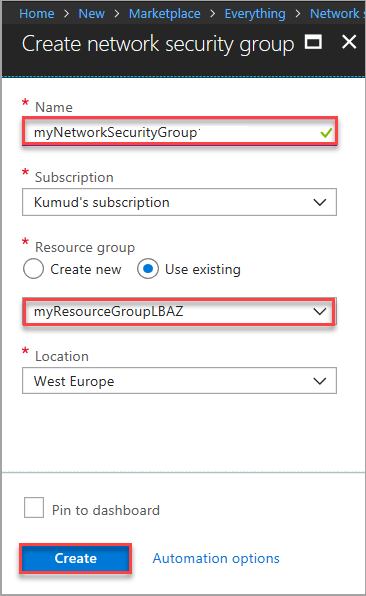 Home > New > Marketplace > Everything > Network
Create network security group
* Name
myNetworkSecurityGroup
* Subscription
Kumud's subscription
* Resource group
Create new Use existing
myResourceGroupLBAZ
* Location
West Europe
Pin to dashboard
Create Automation options